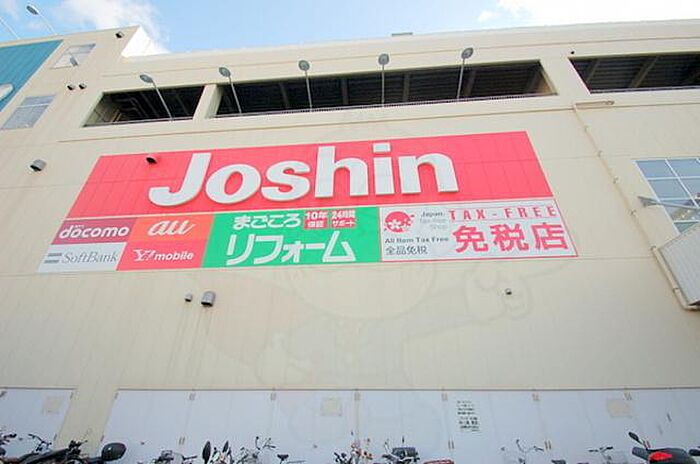 Joshin
döcomo
au
SoftBank
Y!mobile
まごころ
10年
保証
24時間
サポート
リフォーム
Japan.
Tax-free
Shop
TAX-FREE
All Item Tax Free
全品免税
免税店